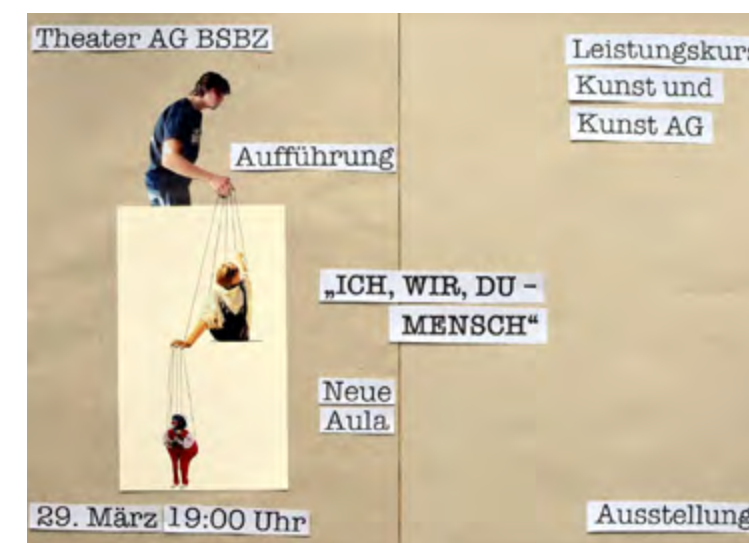 Theater AG BSBZ
Aufführung
„ICH, WIR, DU –
MENSCH“
Neue
Aula
29. März 19:00 Uhr
Leistungskurs
Kunst und
Kunst AG
Ausstellung